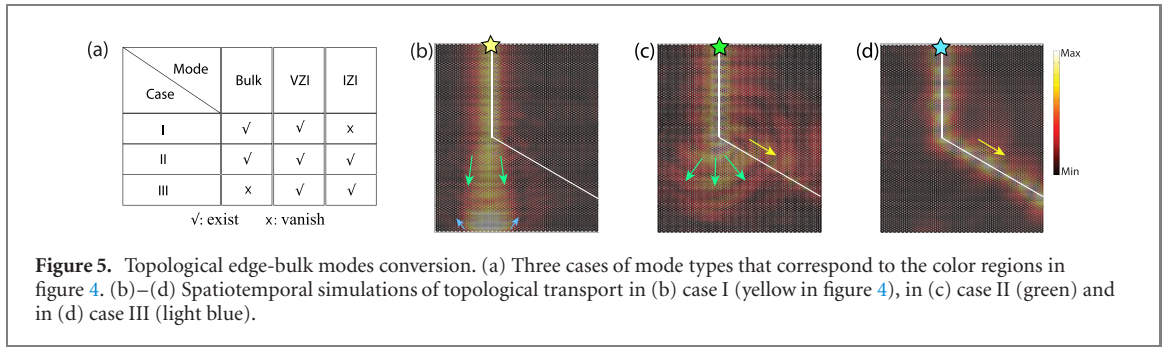 (a)
Mode
Case
Bulk
VZI
IZI
I
√
√
x
II
√
√
√
III
x
√
√
√: exist x: vanish
(b)
(c)
(d)
Max
Min
Figure 5. Topological edge-bulk modes conversion. (a) Three cases of mode types that correspond to the color regions in
figure 4. (b)–(d) Spatiotemporal simulations of topological transport in (b) case I (yellow in figure 4), in (c) case II (green) and
in (d) case III (light blue).